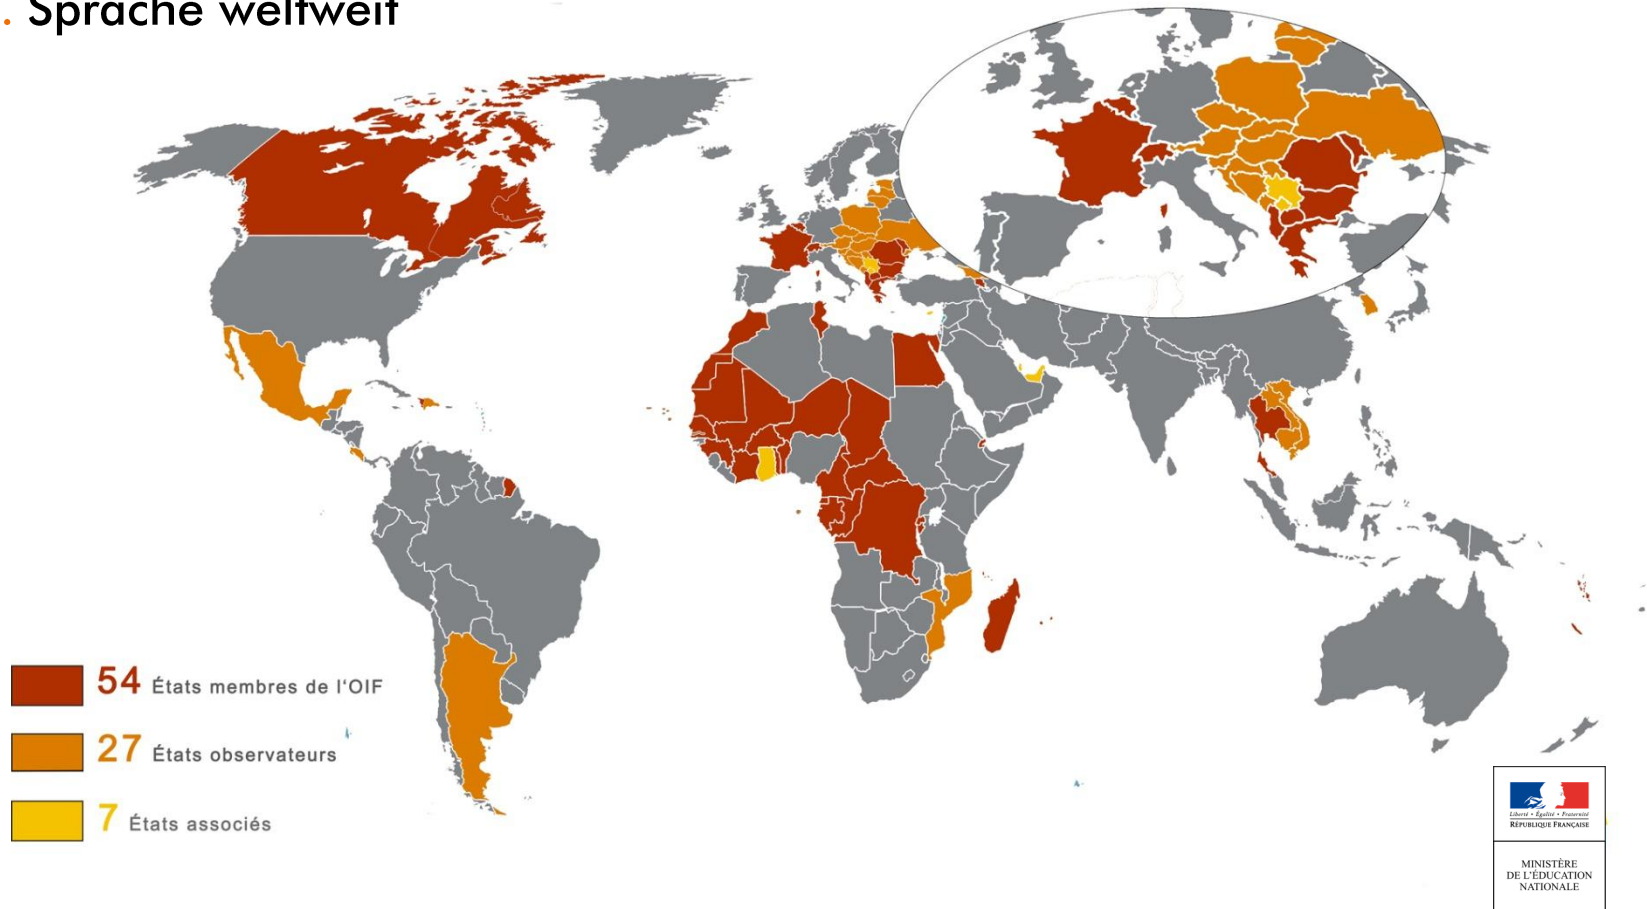 . Sprache weltweit
54 États membres de l'OIF
27 États observateurs
7 États associés
Liberté • Égalité • Fraternité
RÉPUBLIQUE FRANÇAISE
MINISTÈRE
DE L'ÉDUCATION
NATIONALE